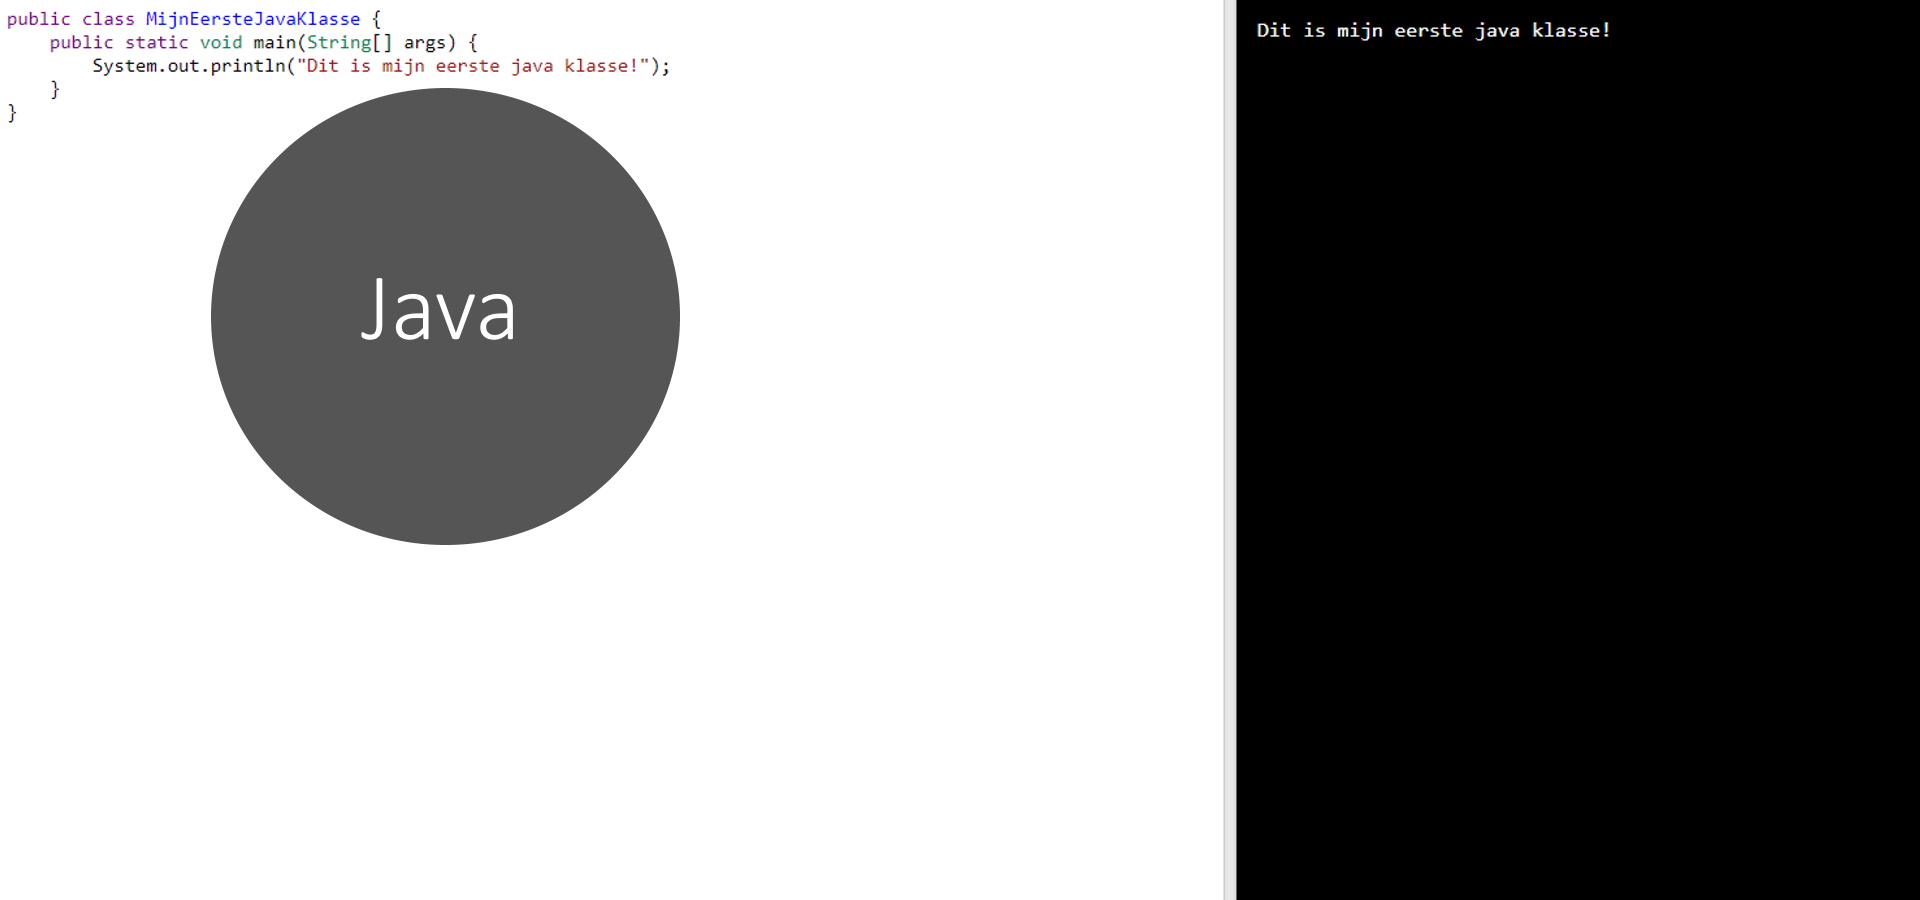 public class MijnEersteJavaKlasse {
    public static void main(String[] args) {
        System.out.println("Dit is mijn eerste java klasse!");
    }
}
Java
Dit is mijn eerste java klasse!